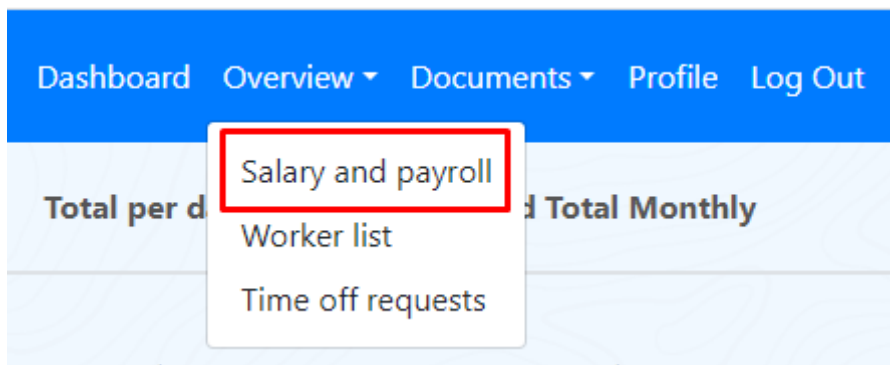 Dashboard Overview Documents Profile Log Out
Salary and payroll
Total per Total Monthly
Worker list
Time off requests